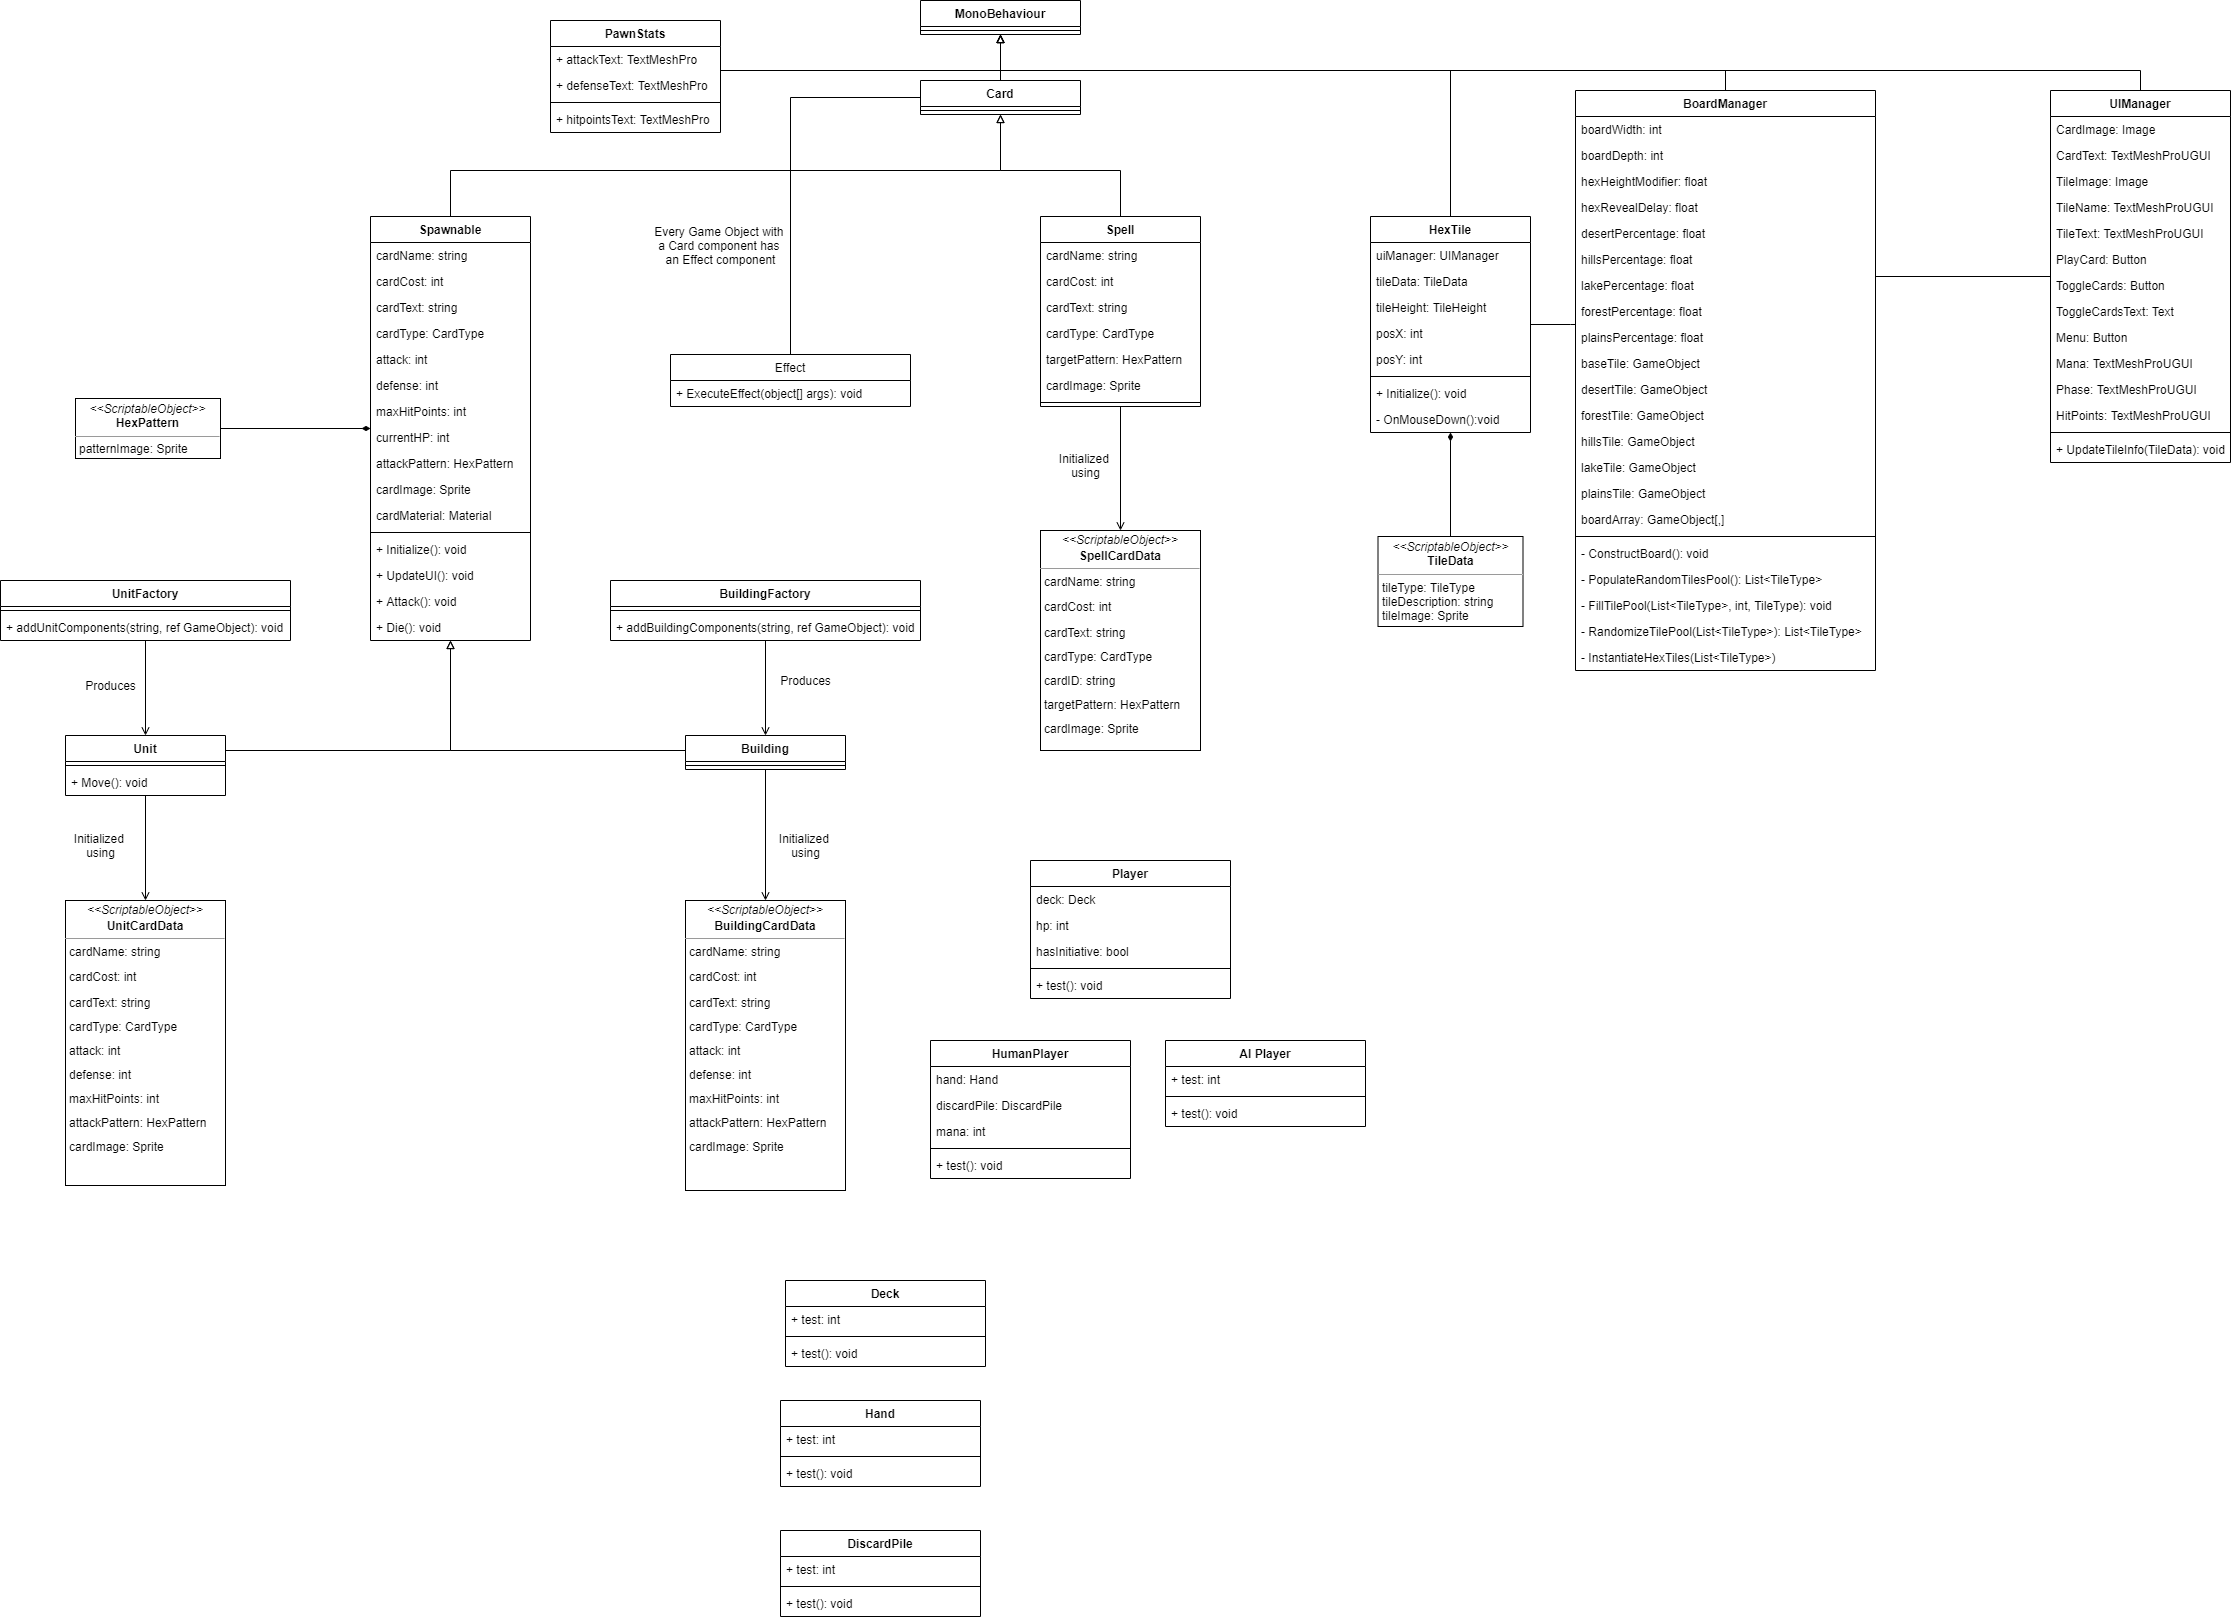 MonoBehaviour
PawnStats
+ attackText: TextMeshPro
+ defenseText: TextMeshPro
+ hitpointsText: TextMeshPro
Card
BoardManager
boardWidth: int
boardDepth: int
hexHeightModifier: float
hexRevealDelay: float
desertPercentage: float
hillsPercentage: float
lakePercentage: float
forestPercentage: float
plainsPercentage: float
baseTile: GameObject
desertTile: GameObject
forestTile: GameObject
hillsTile: GameObject
lakeTile: GameObject
plainsTile: GameObject
boardArray: GameObject[,]
- ConstructBoard(): void
- PopulateRandomTilesPool(): List<TileType>
- FillTilePool(List<TileType>, int, TileType): void
- RandomizeTilePool(List<TileType>): List<TileType>
- InstantiateHexTiles(List<TileType>)
UIManager
CardImage: Image
CardText: TextMeshProUGUI
TileImage: Image
TileName: TextMeshProUGUI
TileText: TextMeshProUGUI
PlayCard: Button
ToggleCards: Button
ToggleCardsText: Text
Menu: Button
Mana: TextMeshProUGUI
Phase: TextMeshProUGUI
HitPoints: TextMeshProUGUI
+ UpdateTileInfo(TileData): void
Spawnable
cardName: string
cardCost: int
cardText: string
cardType: CardType
attack: int
defense: int
maxHitPoints: int
currentHP: int
attackPattern: HexPattern
cardImage: Sprite
cardMaterial: Material
+ Initialize(): void
+ UpdateUI(): void
+ Attack(): void
+ Die(): void
Every Game Object with
a Card component has
an Effect component
Spell
cardName: string
cardCost: int
cardText: string
cardType: CardType
targetPattern: HexPattern
cardImage: Sprite
HexTile
uiManager: UIManager
tileData: TileData
tileHeight: TileHeight
posX: int
posY: int
+ Initialize(): void
- OnMouseDown():void
Effect
+ ExecuteEffect(object[] args): void
<<ScriptableObject>>
HexPattern
patternImage: Sprite
Initialized
using
<<ScriptableObject>>
SpellCardData
cardName: string
cardCost: int
cardText: string
cardType: CardType
cardID: string
targetPattern: HexPattern
cardImage: Sprite
<<ScriptableObject>>
TileData
tileType: TileType
tileDescription: string
tileImage: Sprite
UnitFactory
+ addUnitComponents(string, ref GameObject): void
BuildingFactory
+ addBuildingComponents(string, ref GameObject): void
Produces
Produces
Unit
+ Move(): void
Building
Initialized
using
Initialized
using
<<ScriptableObject>>
UnitCardData
cardName: string
cardCost: int
cardText: string
cardType: CardType
attack: int
defense: int
maxHitPoints: int
attackPattern: HexPattern
cardImage: Sprite
<<ScriptableObject>>
BuildingCardData
cardName: string
cardCost: int
cardText: string
cardType: CardType
attack: int
defense: int
maxHitPoints: int
attackPattern: HexPattern
cardImage: Sprite
Player
deck: Deck
hp: int
hasInitiative: bool
+ test(): void
HumanPlayer
hand: Hand
discardPile: DiscardPile
mana: int
+ test(): void
AI Player
+ test: int
+ test(): void
Deck
+ test: int
+ test(): void
Hand
+ test: int
+ test(): void
DiscardPile
+ test: int
+ test(): void